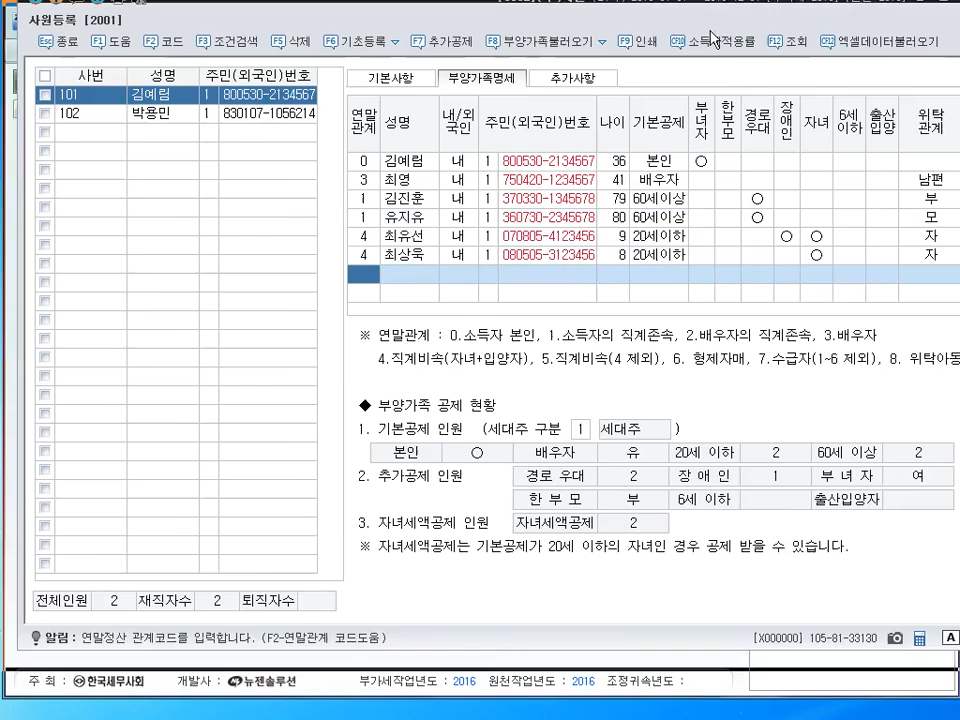 사원등록 [2001]
Esc 종료 F1 도움 F2 코드 F3 조건검색 F5 삭제 F6 기초등록 F7 추가공제 F8 부양가족불러오기 F9 인쇄 CF10 소득 적용률 F12 조회 CF12 엑셀데이터불러오기
사번 성명 주민(외국인)번호
101 김예림 1 800530-2134567
102 박용민 1 830107-1056214
기본사항 부양가족명세 추가사항
연말관계 성명 내/외국인 주민(외국인)번호 나이 기본공제 부녀자 한부모 경로우대 장애인 자녀 6세이하 출산입양 위탁관계
0 김예림 내 1 800530-2134567 36 본인 ○
3 최영 내 1 750420-1234567 41 배우자 남편
1 김진훈 내 1 370330-1345678 79 60세이상 ○ 부
1 유지유 내 1 360730-2345678 80 60세이상 ○ 모
4 최유선 내 1 070805-4123456 9 20세이하 ○ ○ 자
4 최상욱 내 1 080505-3123456 8 20세이하 ○ 자
※ 연말관계 : 0.소득자 본인, 1.소득자의 직계존속, 2.배우자의 직계존속, 3.배우자
4.직계비속(자녀+입양자), 5.직계비속(4 제외), 6. 형제자매, 7.수급자(1~6 제외), 8. 위탁아동
◆ 부양가족 공제 현황
1. 기본공제 인원 (세대주 구분 1 세대주 )
본인 ○ 배우자 유 20세 이하 2 60세 이상 2
2. 추가공제 인원 경로 우대 2 장 애 인 1 부 녀 자 여
한 부 모 부 6세 이하 출산입양자
3. 자녀세액공제 인원 자녀세액공제 2
※ 자녀세액공제는 기본공제가 20세 이하의 자녀인 경우 공제 받을 수 있습니다.
전체인원 2 재직자수 2 퇴직자수
알림 : 연말정산 관계코드를 입력합니다. (F2-연말관계 코드도움) [X000000] 105-81-33130 A
주 최 : 한국세무사회 개발사 : 뉴젠솔루션 부가세작업년도 : 2016 원천작업년도 : 2016 조정귀속년도 :